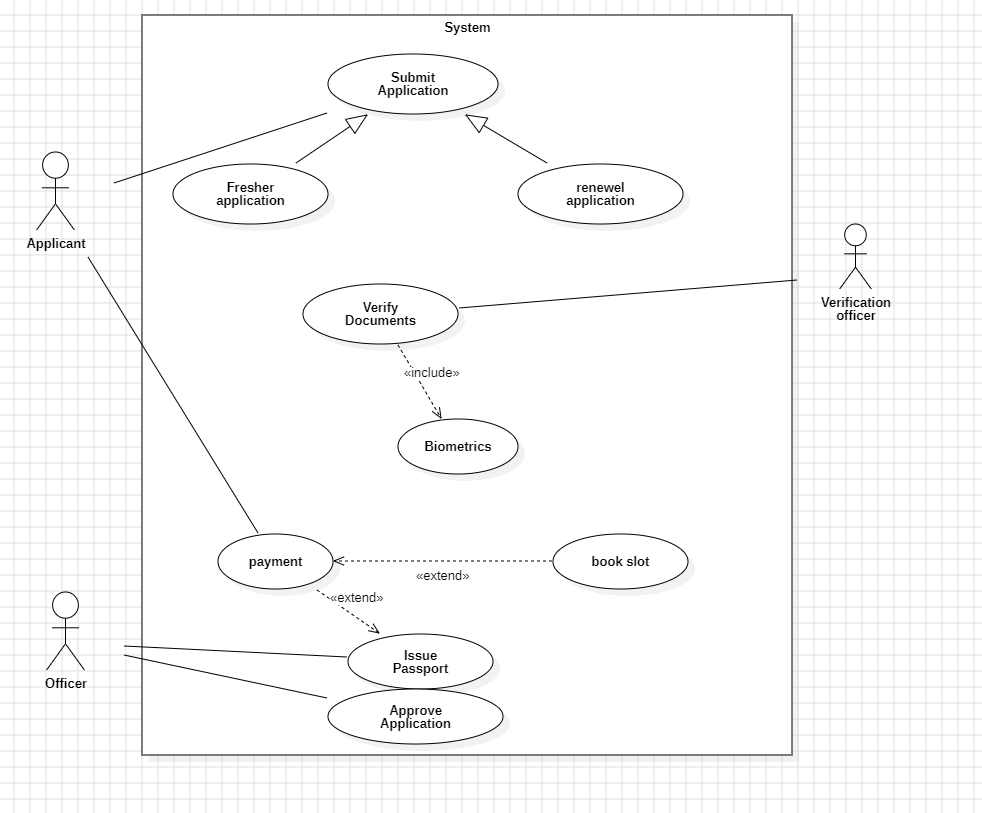 System
Submit
Application
Fresher
application
renewel
application
Applicant
Verify
Documents
Verification
officer
«include»
Biometrics
payment
book slot
«extend»
«extend»
Officer
Issue
Passport
Approve
Application